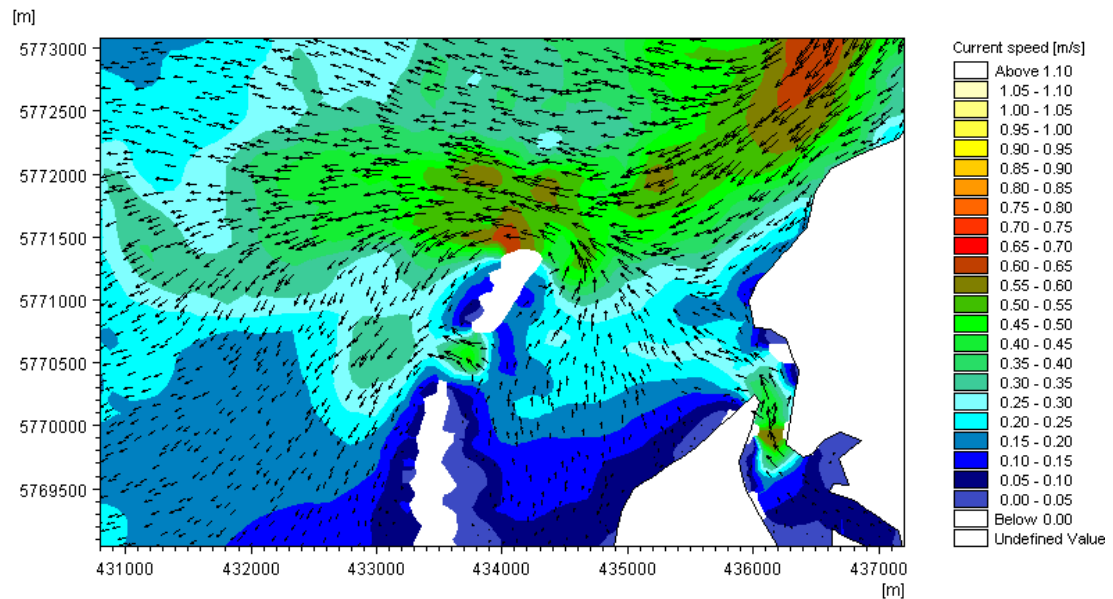 [m]
5773000
5772500
5772000
5771500
5771000
5770500
5770000
5769500
431000 432000 433000 434000 435000 436000 437000
[m]
Current speed [m/s]
Above 1.10
1.05 - 1.10
1.00 - 1.05
0.95 - 1.00
0.90 - 0.95
0.85 - 0.90
0.80 - 0.85
0.75 - 0.80
0.70 - 0.75
0.65 - 0.70
0.60 - 0.65
0.55 - 0.60
0.50 - 0.55
0.45 - 0.50
0.40 - 0.45
0.35 - 0.40
0.30 - 0.35
0.25 - 0.30
0.20 - 0.25
0.15 - 0.20
0.10 - 0.15
0.05 - 0.10
0.00 - 0.05
Below 0.00
Undefined Value